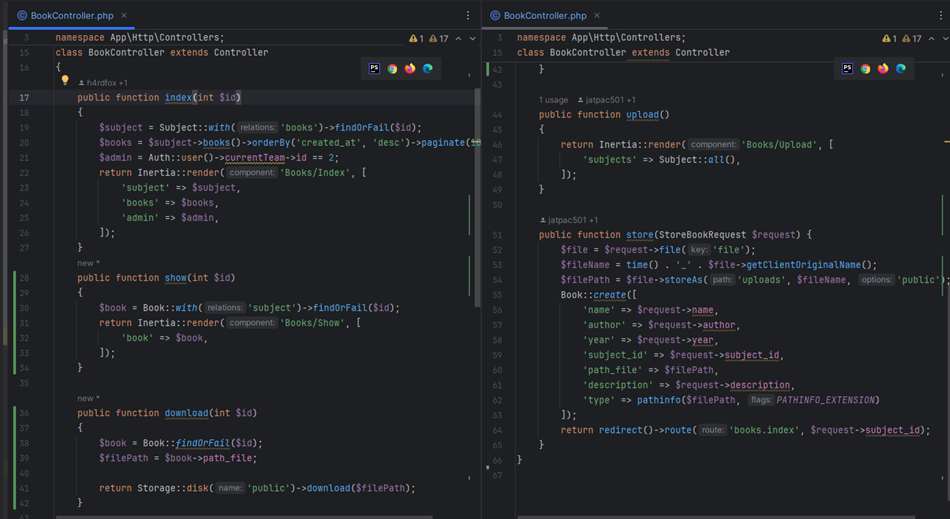 BookController.php
3 namespace App\Http\Controllers;
1 17
15 class BookController extends Controller
16 {
h4rdfox +1
17 public function index(int $id)
18 {
19 $subject = Subject::with( relations: 'books')->findOrFail($id);
20 $books = $subject->books()->orderBy('created_at', 'desc')->paginate(10
21 $admin = Auth::user()->currentTeam->id == 2;
22 return Inertia::render( component: 'Books/Index', [
23 'subject' => $subject,
24 'books' => $books,
25 'admin' => $admin,
26 ]);
27 }
new *
28 public function show(int $id)
29 {
30 $book = Book::with( relations: 'subject')->findOrFail($id);
31 return Inertia::render( component: 'Books/Show', [
32 'book' => $book,
33 ]);
34 }
35
new *
36 public function download(int $id)
37 {
38 $book = Book::findOrFail($id);
39 $filePath = $book->path_file;
40
41 return Storage::disk( name: 'public')->download($filePath);
42 }
43
BookController.php
3 namespace App\Http\Controllers;
1 17
15 class BookController extends Controller
42 }
43
1 usage jatpac501 +1
44 public function upload()
45 {
46 return Inertia::render( component: 'Books/Upload', [
47 'subjects' => Subject::all(),
48 ]);
49 }
50
jatpac501 +1
51 public function store(StoreBookRequest $request) {
52 $file = $request->file( key: 'file');
53 $fileName = time() . '_' . $file->getClientOriginalName();
54 $filePath = $file->storeAs( path: 'uploads', $fileName, options: 'public');
55 Book::create([
56 'name' => $request->name,
57 'author' => $request->author,
58 'year' => $request->year,
59 'subject_id' => $request->subject_id,
60 'path_file' => $filePath,
61 'description' => $request->description,
62 'type' => pathinfo($filePath, flags: PATHINFO_EXTENSION)
63 ]);
64 return redirect()->route( route: 'books.index', $request->subject_id);
65 }
66 }
67